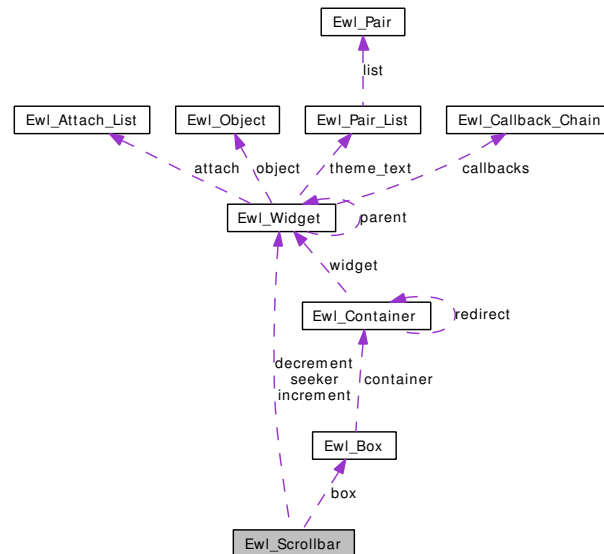 Ewl_Pair
list
Ewl_Attach_List
Ewl_Object
Ewl_Pair_List
Ewl_Callback_Chain
attach
object
theme_text
callbacks
Ewl_Widget
parent
widget
Ewl_Container
redirect
decrement
seeker
increment
container
Ewl_Box
box
Ewl_Scrollbar